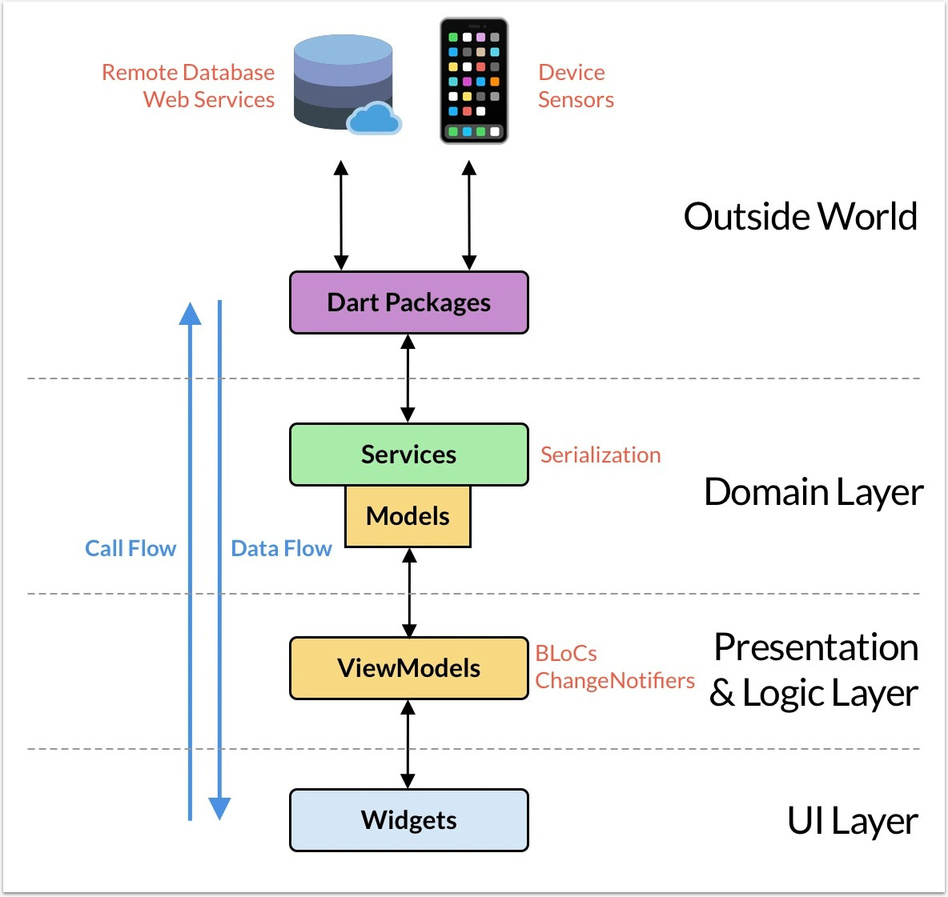 Remote Database
Web Services
Device
Sensors
Outside World
Dart Packages
Services
Serialization
Domain Layer
Models
Call Flow
Data Flow
ViewModels
BLoCs
ChangeNotifiers
Presentation
& Logic Layer
Widgets
UI Layer